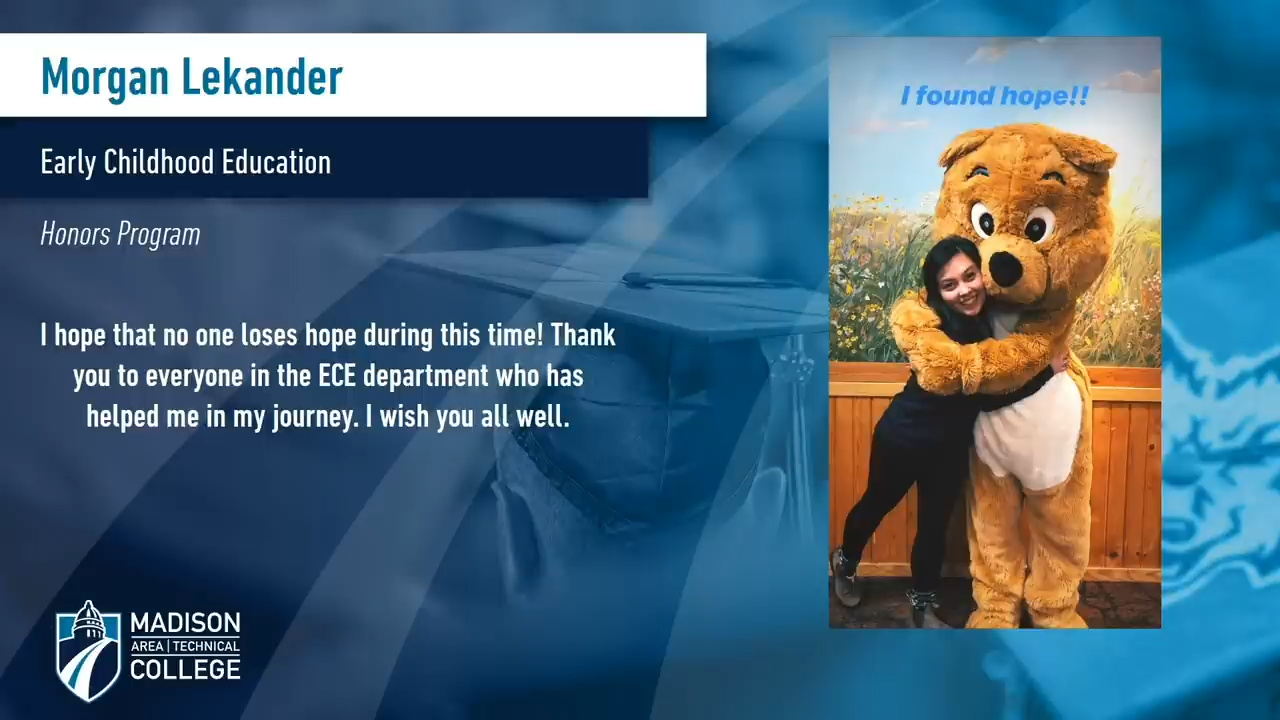 Morgan Lekander
Early Childhood Education
Honors Program
I hope that no one loses hope during this time! Thank
you to everyone in the ECE department who has
helped me in my journey. I wish you all well.
I found hope!!
MADISON
AREA | TECHNICAL
COLLEGE